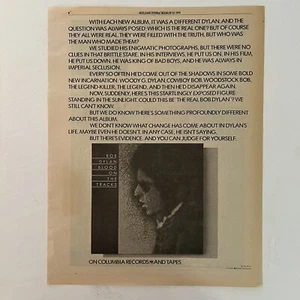 WITH EACH NEW ALBUM, IT WAS A DIFFERENT DYLAN, AND THE
QUESTION WAS ALWAYS POSED: WHICH IS THE REAL ONE? BUT OF COURSE
THEY ALL WERE REAL. THEY WERE FILLED WITH THE TRUTH. BUT WHO WAS
THE MAN WHO MADE THEM?
WE STUDIED HIS ENIGMATIC PHOTOGRAPHS, BUT THERE WERE NO
CLUES IN THAT BRITTLE STARE. IN HIS INTERVIEWS, HE PUT US ON. IN HIS FILM,
HE PUT US DOWN. HE WAS KING OF BAD BOYS, AND HE WAS ALWAYS IN
IMPERIAL SECLUSION.
EVERY SO OFTEN HE'D COME OUT OF THE SHADOWS IN SOME BOLD
NEW INCARNATION: WOODY G. DYLAN, COWBOY BOB, WOODSTOCK BOB,
THE LEGEND KILLER, THE LEGEND. AND THEN HE'D DISAPPEAR AGAIN.
NOW, SUDDENLY, HERE'S THIS STARTLINGLY EXPOSED FIGURE
STANDING IN THE SUNLIGHT. COULD THIS BE "THE REAL BOB DYLAN"? WE
STILL CAN'T KNOW.
BUT WE DO KNOW THERE'S SOMETHING PROFOUNDLY DIFFERENT
ABOUT THIS ALBUM.
WE DON'T KNOW WHAT CHANGE HAS COME ABOUT IN DYLAN'S
LIFE. MAYBE EVEN HE DOESN'T. IN ANY CASE, HE ISN'T SAYING.
BUT THERE'S EVIDENCE. AND YOU CAN JUDGE FOR YOURSELF.
BOB
DYLAN
BLOOD
ON
THE
TRACKS
ON COLUMBIA RECORDS AND TAPES